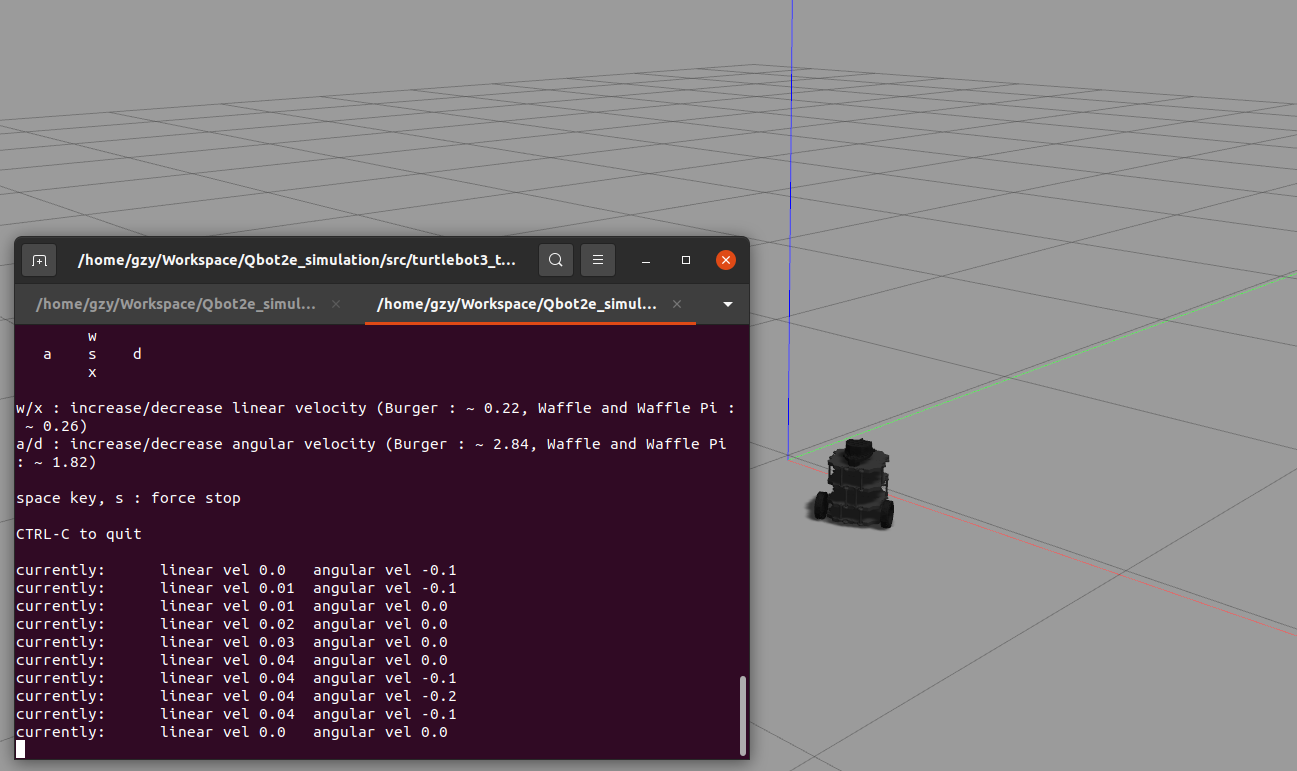 /home/gzy/Workspace/Qbot2e_simulation/src/turtlebot3_t...
/home/gzy/Workspace/Qbot2e_simul... × /home/gzy/Workspace/Qbot2e_simul... ×
w
a s d
x
w/x : increase/decrease linear velocity (Burger : ~ 0.22, Waffle and Waffle Pi :
~ 0.26)
a/d : increase/decrease angular velocity (Burger : ~ 2.84, Waffle and Waffle Pi
: ~ 1.82)
space key, s : force stop
CTRL-C to quit
currently: linear vel 0.0 angular vel -0.1
currently: linear vel 0.01 angular vel -0.1
currently: linear vel 0.01 angular vel 0.0
currently: linear vel 0.02 angular vel 0.0
currently: linear vel 0.03 angular vel 0.0
currently: linear vel 0.04 angular vel 0.0
currently: linear vel 0.04 angular vel -0.1
currently: linear vel 0.04 angular vel -0.2
currently: linear vel 0.04 angular vel -0.1
currently: linear vel 0.0 angular vel 0.0